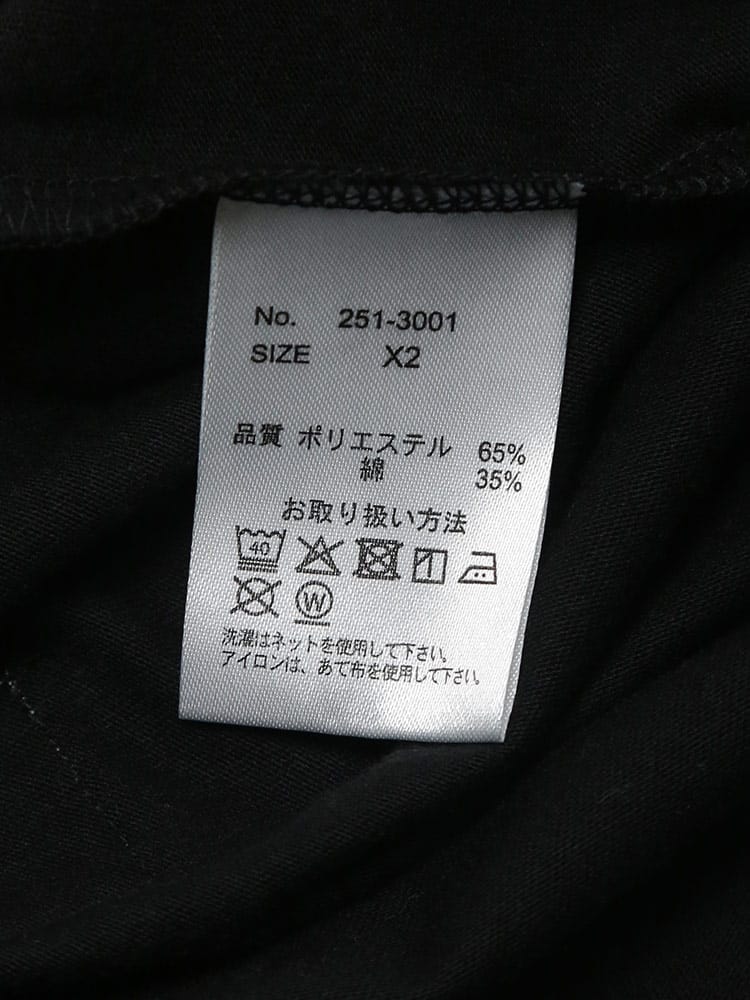 No. 251-3001
SIZE X2
品質 ポリエステル 65%
綿 35%
お取り扱い方法
40
W
洗濯はネットを使用して下さい。
アイロンは、あて布を使用して下さい。